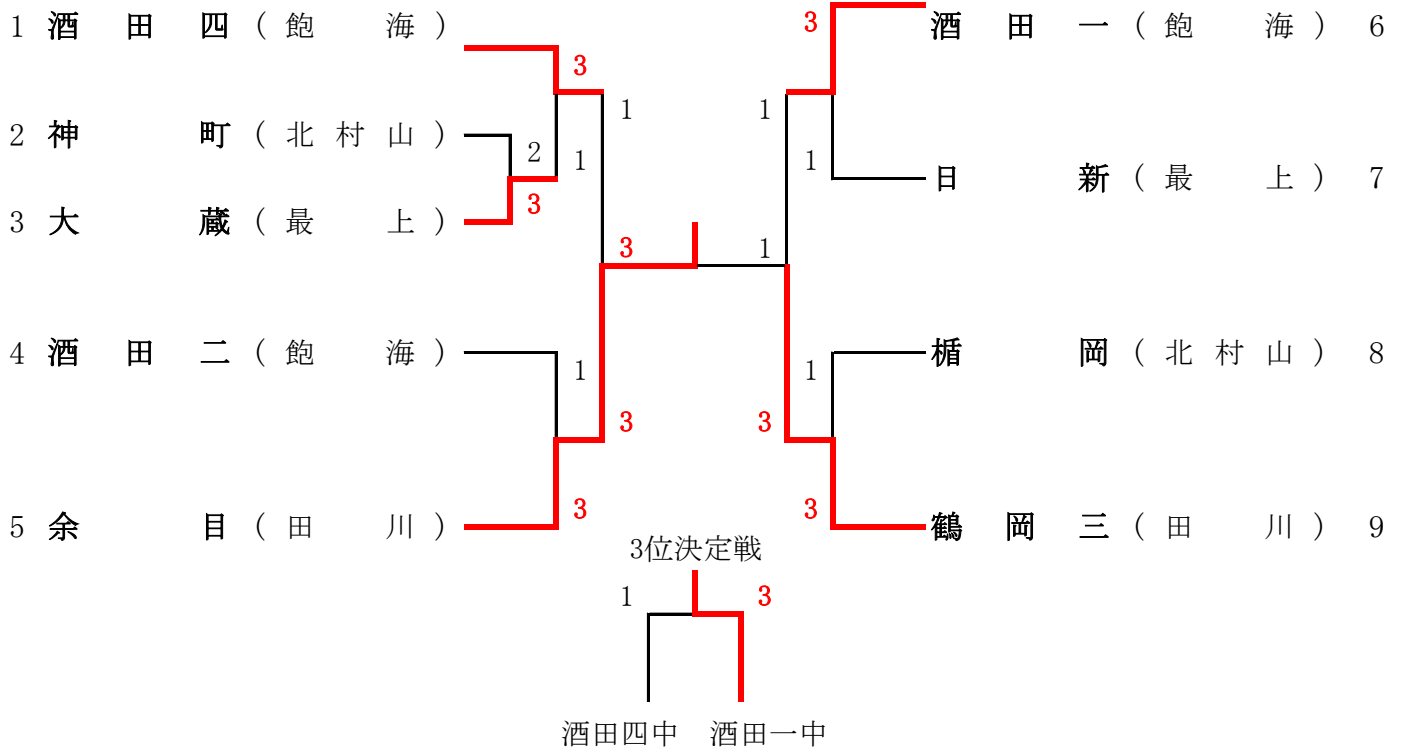 1 酒田四(飽海) 3 酒田一(飽海) 6
3
1 1
2 神町(北村山) 2 1 1 日新(最上) 7
3 大蔵(最上) 3
3 1
4 酒田二(飽海) 1 1 楯岡(北村山) 8
3 3
5 余目(田川) 3 3 鶴岡三(田川) 9
3位決定戦
1 3
酒田四中 酒田一中